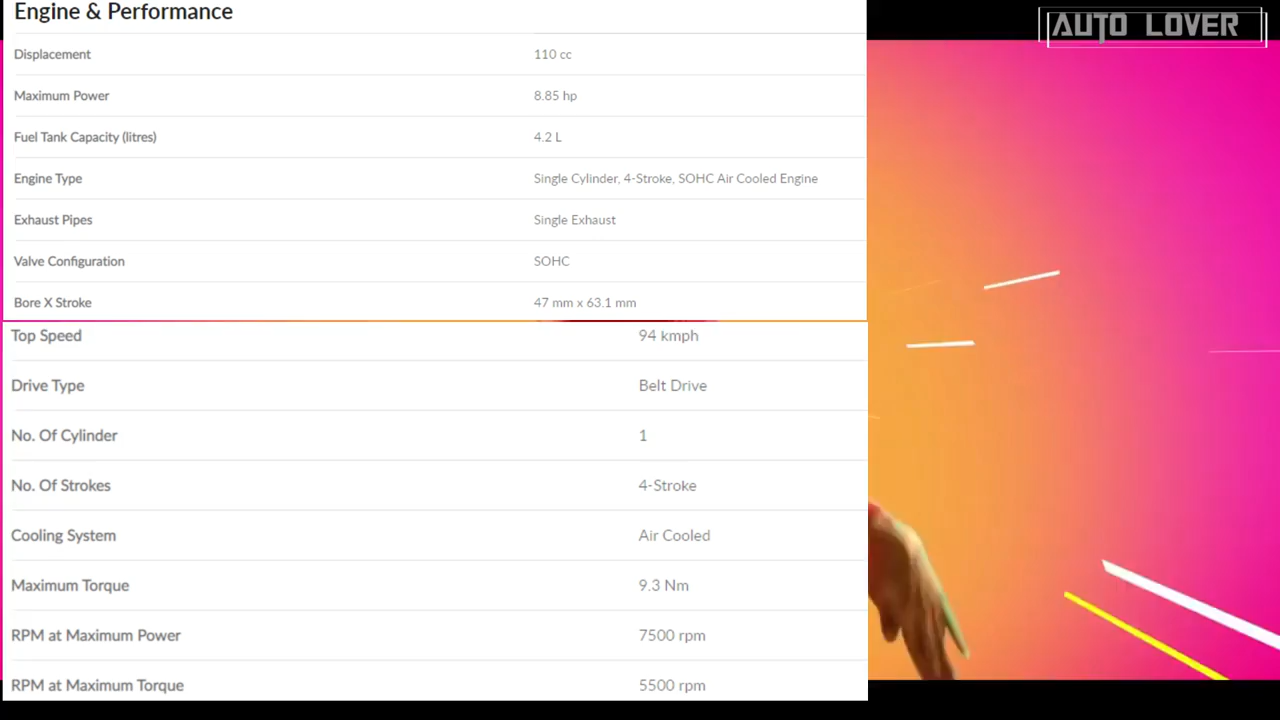 AUTO LOVER
Engine & Performance
Displacement 110 cc
Maximum Power 8.85 hp
Fuel Tank Capacity (litres) 4.2 L
Engine Type Single Cylinder, 4-Stroke, SOHC Air Cooled Engine
Exhaust Pipes Single Exhaust
Valve Configuration SOHC
Bore X Stroke 47 mm x 63.1 mm
Top Speed 94 kmph
Drive Type Belt Drive
No. Of Cylinder 1
No. Of Strokes 4-Stroke
Cooling System Air Cooled
Maximum Torque 9.3 Nm
RPM at Maximum Power 7500 rpm
RPM at Maximum Torque 5500 rpm